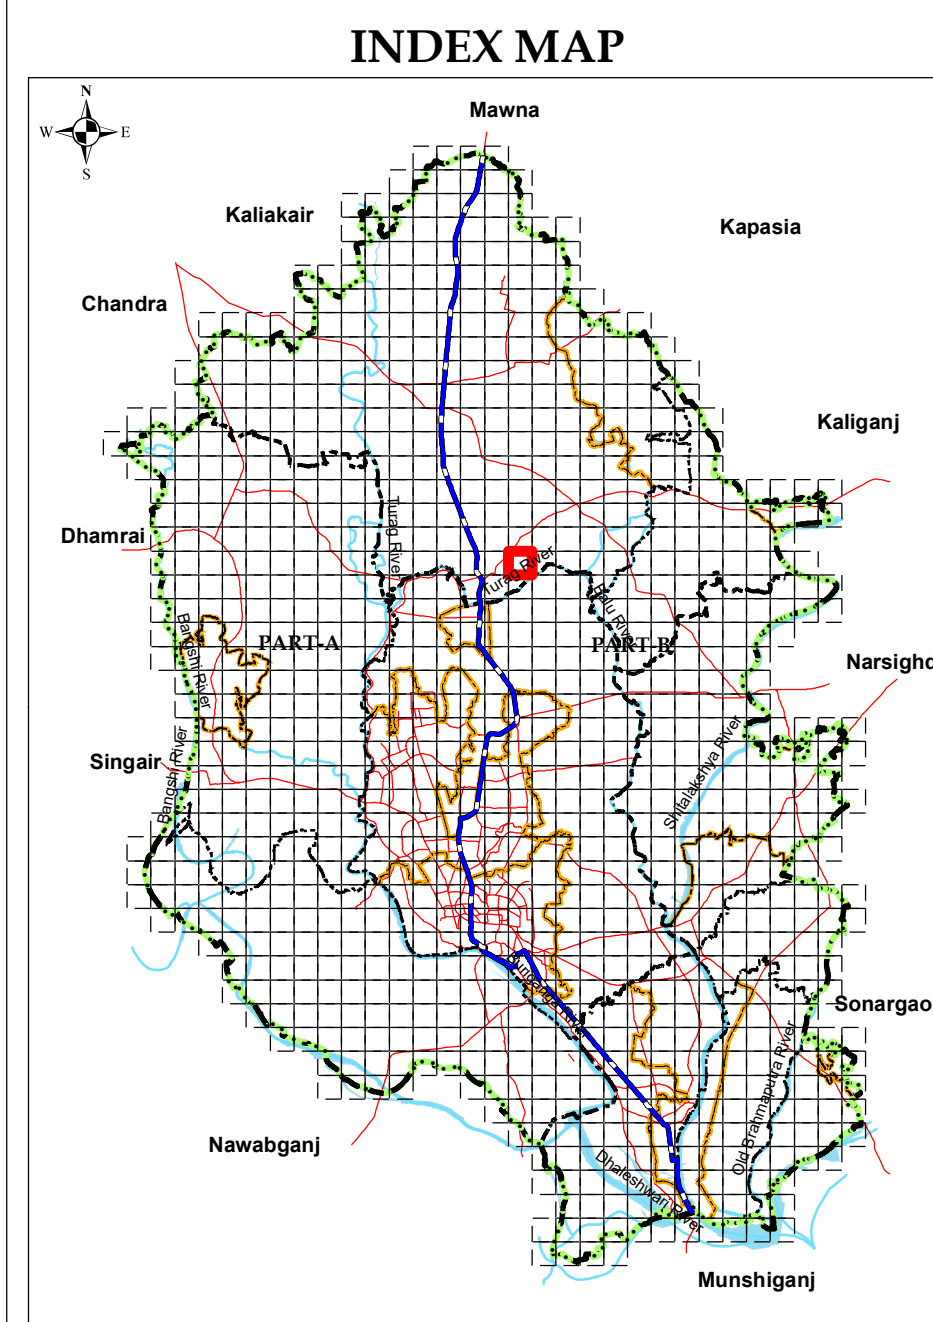 INDEX MAP
N
W E
S
Mawna
Kaliakair
Kapasia
Chandra
Kaliganj
Dhamrai
Turag River
Turag River
Balu River
Bangshi River
PART-A
PART-B
Narsighd
Shitalakshya River
Singair
Bangshi River
Buriganga River
Sonargao
Old Brahmaputra River
Nawabganj
Dhaleshwari River
Munshiganj